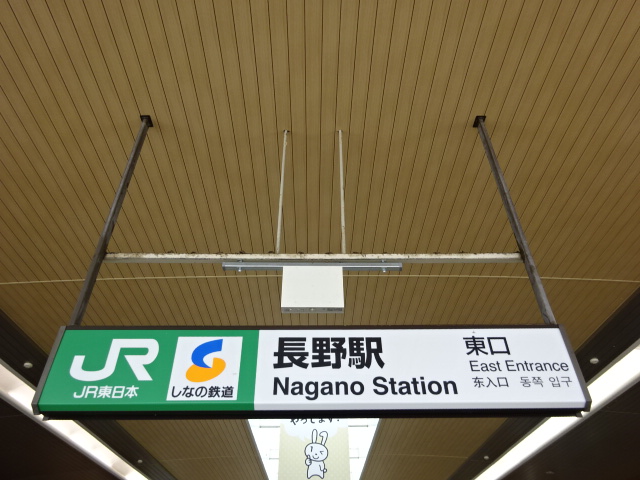 JR
JR東日本
しなの鉄道
長野駅
Nagano Station
東口
East Entrance
东入口 동쪽 입구